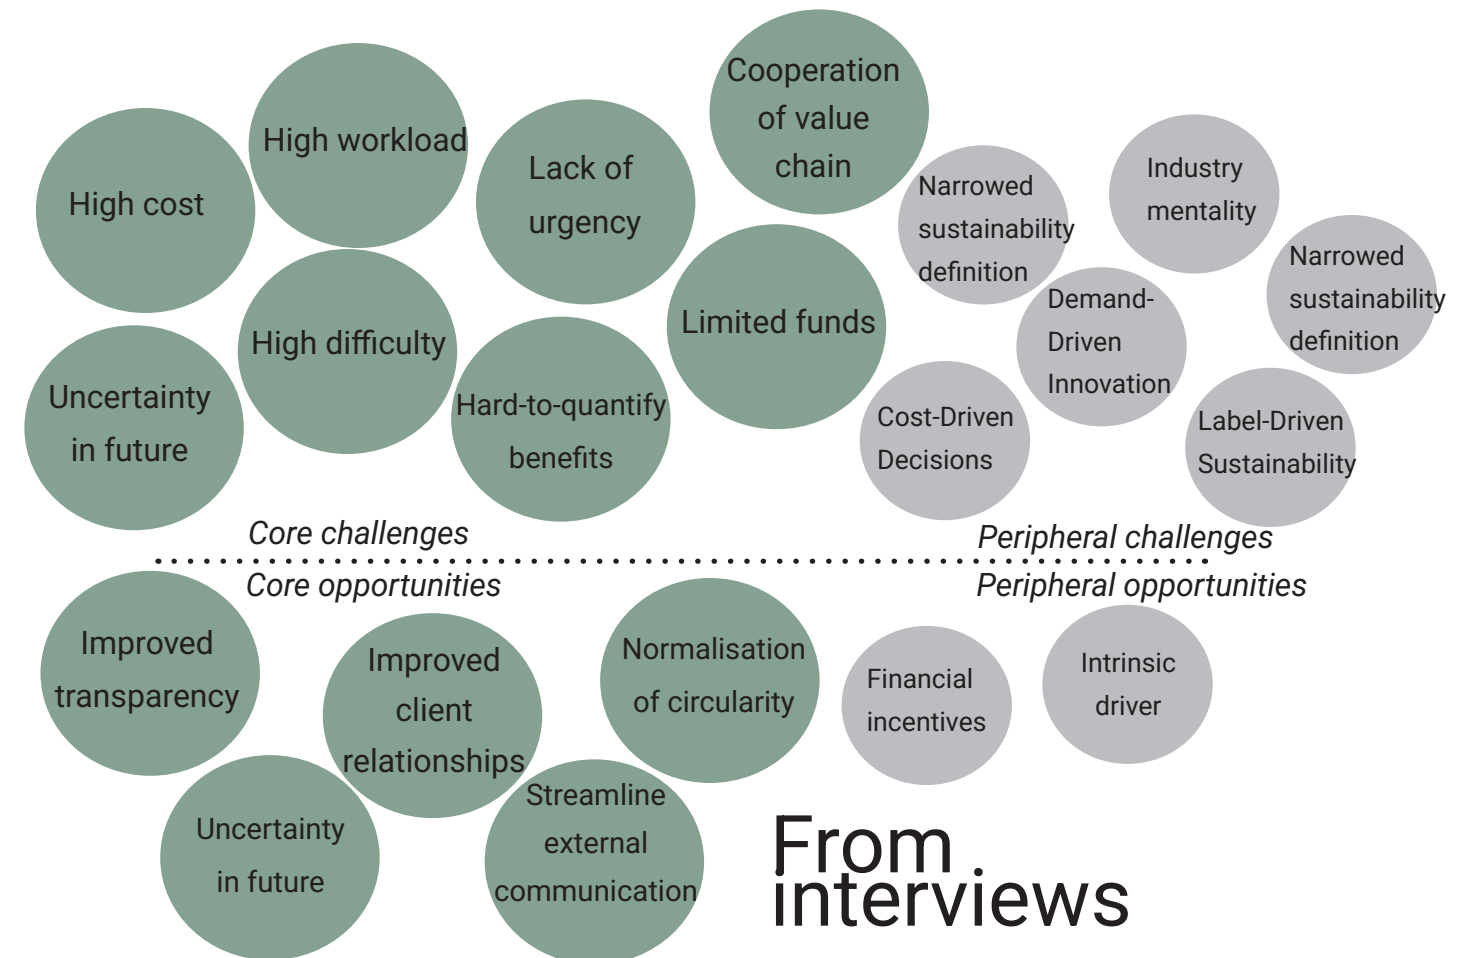 High cost
High workload
Lack of
urgency
Cooperation
of value
chain
Uncertainty
in future
High difficulty
Hard-to-quantify
benefits
Limited funds
Narrowed
sustainability
definition
Industry
mentality
Narrowed
sustainability
definition
Demand-
Driven
Innovation
Cost-Driven
Decisions
Label-Driven
Sustainability
Core challenges
Peripheral challenges
Core opportunities
Peripheral opportunities
Improved
transparency
Improved
client
relationships
Normalisation
of circularity
Financial
incentives
Intrinsic
driver
Uncertainty
in future
Streamline
external
communication
From
interviews